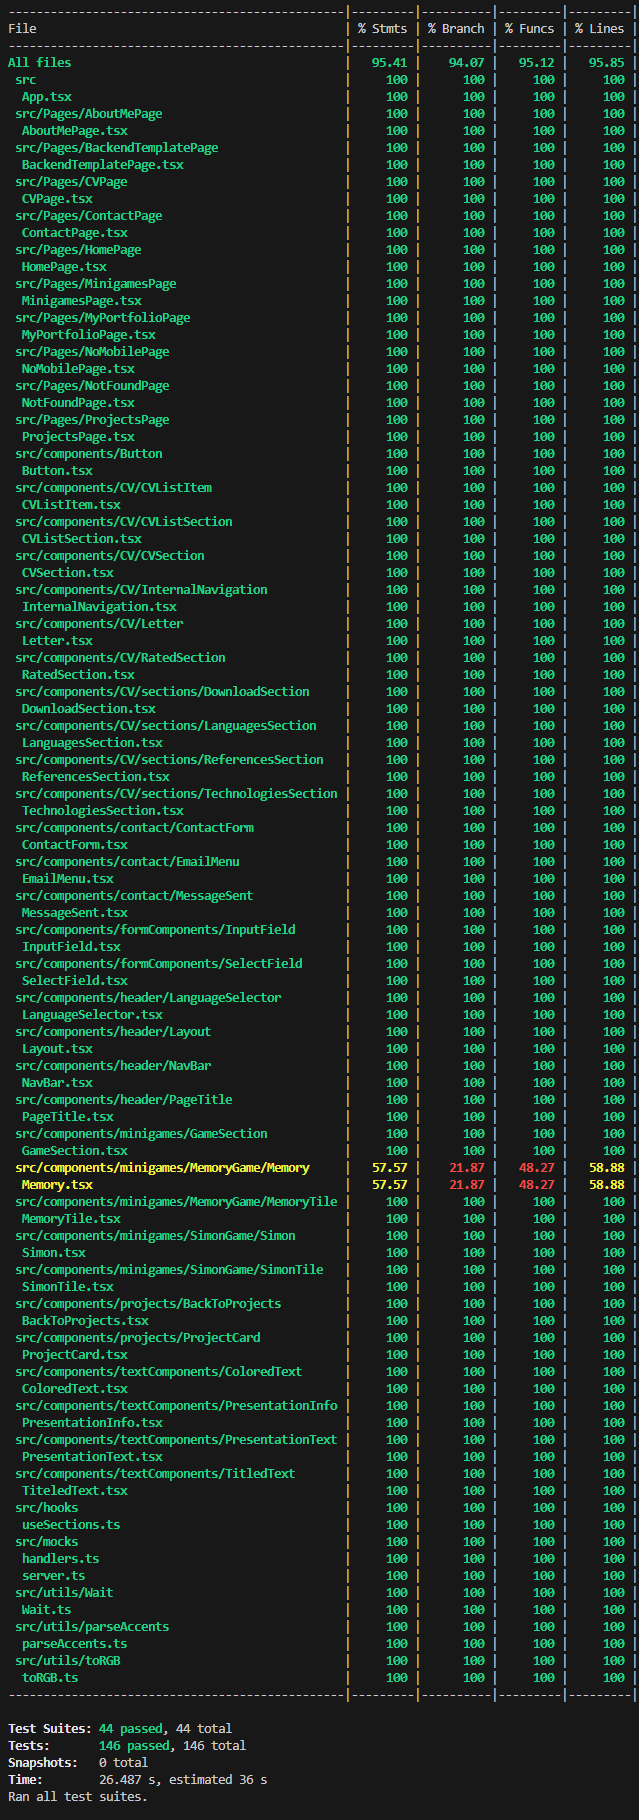 -----------------------------------------------|---------|----------|---------|---------|
File                                           | % Stmts | % Branch | % Funcs | % Lines |
-----------------------------------------------|---------|----------|---------|---------|
All files                                      |   95.41 |    94.07 |   95.12 |   95.85 |
 src                                           |     100 |      100 |     100 |     100 |
  App.tsx                                      |     100 |      100 |     100 |     100 |
 src/Pages/AboutMePage                         |     100 |      100 |     100 |     100 |
  AboutMePage.tsx                              |     100 |      100 |     100 |     100 |
 src/Pages/BackendTemplatePage                 |     100 |      100 |     100 |     100 |
  BackendTemplatePage.tsx                      |     100 |      100 |     100 |     100 |
 src/Pages/CVPage                              |     100 |      100 |     100 |     100 |
  CVPage.tsx                                   |     100 |      100 |     100 |     100 |
 src/Pages/ContactPage                         |     100 |      100 |     100 |     100 |
  ContactPage.tsx                              |     100 |      100 |     100 |     100 |
 src/Pages/HomePage                            |     100 |      100 |     100 |     100 |
  HomePage.tsx                                 |     100 |      100 |     100 |     100 |
 src/Pages/MinigamesPage                       |     100 |      100 |     100 |     100 |
  MinigamesPage.tsx                            |     100 |      100 |     100 |     100 |
 src/Pages/MyPortfolioPage                     |     100 |      100 |     100 |     100 |
  MyPortfolioPage.tsx                          |     100 |      100 |     100 |     100 |
 src/Pages/NoMobilePage                        |     100 |      100 |     100 |     100 |
  NoMobilePage.tsx                             |     100 |      100 |     100 |     100 |
 src/Pages/NotFoundPage                        |     100 |      100 |     100 |     100 |
  NotFoundPage.tsx                             |     100 |      100 |     100 |     100 |
 src/Pages/ProjectsPage                        |     100 |      100 |     100 |     100 |
  ProjectsPage.tsx                             |     100 |      100 |     100 |     100 |
 src/components/Button                         |     100 |      100 |     100 |     100 |
  Button.tsx                                   |     100 |      100 |     100 |     100 |
 src/components/CV/CVListItem                  |     100 |      100 |     100 |     100 |
  CVListItem.tsx                               |     100 |      100 |     100 |     100 |
 src/components/CV/CVListSection               |     100 |      100 |     100 |     100 |
  CVListSection.tsx                            |     100 |      100 |     100 |     100 |
 src/components/CV/CVSection                   |     100 |      100 |     100 |     100 |
  CVSection.tsx                                |     100 |      100 |     100 |     100 |
 src/components/CV/InternalNavigation          |     100 |      100 |     100 |     100 |
  InternalNavigation.tsx                       |     100 |      100 |     100 |     100 |
 src/components/CV/Letter                      |     100 |      100 |     100 |     100 |
  Letter.tsx                                   |     100 |      100 |     100 |     100 |
 src/components/CV/RatedSection                |     100 |      100 |     100 |     100 |
  RatedSection.tsx                             |     100 |      100 |     100 |     100 |
 src/components/CV/sections/DownloadSection    |     100 |      100 |     100 |     100 |
  DownloadSection.tsx                          |     100 |      100 |     100 |     100 |
 src/components/CV/sections/LanguagesSection   |     100 |      100 |     100 |     100 |
  LanguagesSection.tsx                         |     100 |      100 |     100 |     100 |
 src/components/CV/sections/ReferencesSection  |     100 |      100 |     100 |     100 |
  ReferencesSection.tsx                        |     100 |      100 |     100 |     100 |
 src/components/CV/sections/TechnologiesSection |     100 |      100 |     100 |     100 |
  TechnologiesSection.tsx                      |     100 |      100 |     100 |     100 |
 src/components/contact/ContactForm            |     100 |      100 |     100 |     100 |
  ContactForm.tsx                              |     100 |      100 |     100 |     100 |
 src/components/contact/EmailMenu              |     100 |      100 |     100 |     100 |
  EmailMenu.tsx                                |     100 |      100 |     100 |     100 |
 src/components/contact/MessageSent            |     100 |      100 |     100 |     100 |
  MessageSent.tsx                              |     100 |      100 |     100 |     100 |
 src/components/formComponents/InputField      |     100 |      100 |     100 |     100 |
  InputField.tsx                               |     100 |      100 |     100 |     100 |
 src/components/formComponents/SelectField     |     100 |      100 |     100 |     100 |
  SelectField.tsx                              |     100 |      100 |     100 |     100 |
 src/components/header/LanguageSelector        |     100 |      100 |     100 |     100 |
  LanguageSelector.tsx                         |     100 |      100 |     100 |     100 |
 src/components/header/Layout                  |     100 |      100 |     100 |     100 |
  Layout.tsx                                   |     100 |      100 |     100 |     100 |
 src/components/header/NavBar                  |     100 |      100 |     100 |     100 |
  NavBar.tsx                                   |     100 |      100 |     100 |     100 |
 src/components/header/PageTitle               |     100 |      100 |     100 |     100 |
  PageTitle.tsx                                |     100 |      100 |     100 |     100 |
 src/components/minigames/GameSection          |     100 |      100 |     100 |     100 |
  GameSection.tsx                              |     100 |      100 |     100 |     100 |
 src/components/minigames/MemoryGame/Memory    |   57.57 |    21.87 |   48.27 |   58.88 |
  Memory.tsx                                   |   57.57 |    21.87 |   48.27 |   58.88 |
 src/components/minigames/MemoryGame/MemoryTile |     100 |      100 |     100 |     100 |
  MemoryTile.tsx                               |     100 |      100 |     100 |     100 |
 src/components/minigames/SimonGame/Simon      |     100 |      100 |     100 |     100 |
  Simon.tsx                                    |     100 |      100 |     100 |     100 |
 src/components/minigames/SimonGame/SimonTile  |     100 |      100 |     100 |     100 |
  SimonTile.tsx                                |     100 |      100 |     100 |     100 |
 src/components/projects/BackToProjects        |     100 |      100 |     100 |     100 |
  BackToProjects.tsx                           |     100 |      100 |     100 |     100 |
 src/components/projects/ProjectCard           |     100 |      100 |     100 |     100 |
  ProjectCard.tsx                              |     100 |      100 |     100 |     100 |
 src/components/textComponents/ColoredText     |     100 |      100 |     100 |     100 |
  ColoredText.tsx                              |     100 |      100 |     100 |     100 |
 src/components/textComponents/PresentationInfo |     100 |      100 |     100 |     100 |
  PresentationInfo.tsx                         |     100 |      100 |     100 |     100 |
 src/components/textComponents/PresentationText |     100 |      100 |     100 |     100 |
  PresentationText.tsx                         |     100 |      100 |     100 |     100 |
 src/components/textComponents/TitledText      |     100 |      100 |     100 |     100 |
  TiteledText.tsx                              |     100 |      100 |     100 |     100 |
 src/hooks                                     |     100 |      100 |     100 |     100 |
  useSections.ts                               |     100 |      100 |     100 |     100 |
 src/mocks                                     |     100 |      100 |     100 |     100 |
  handlers.ts                                  |     100 |      100 |     100 |     100 |
  server.ts                                    |     100 |      100 |     100 |     100 |
 src/utils/Wait                                |     100 |      100 |     100 |     100 |
  Wait.ts                                      |     100 |      100 |     100 |     100 |
 src/utils/parseAccents                        |     100 |      100 |     100 |     100 |
  parseAccents.ts                              |     100 |      100 |     100 |     100 |
 src/utils/toRGB                               |     100 |      100 |     100 |     100 |
  toRGB.ts                                     |     100 |      100 |     100 |     100 |
-----------------------------------------------|---------|----------|---------|---------|
Test Suites: 44 passed, 44 total
Tests:       146 passed, 146 total
Snapshots:   0 total
Time:        26.487 s, estimated 36 s
Ran all test suites.